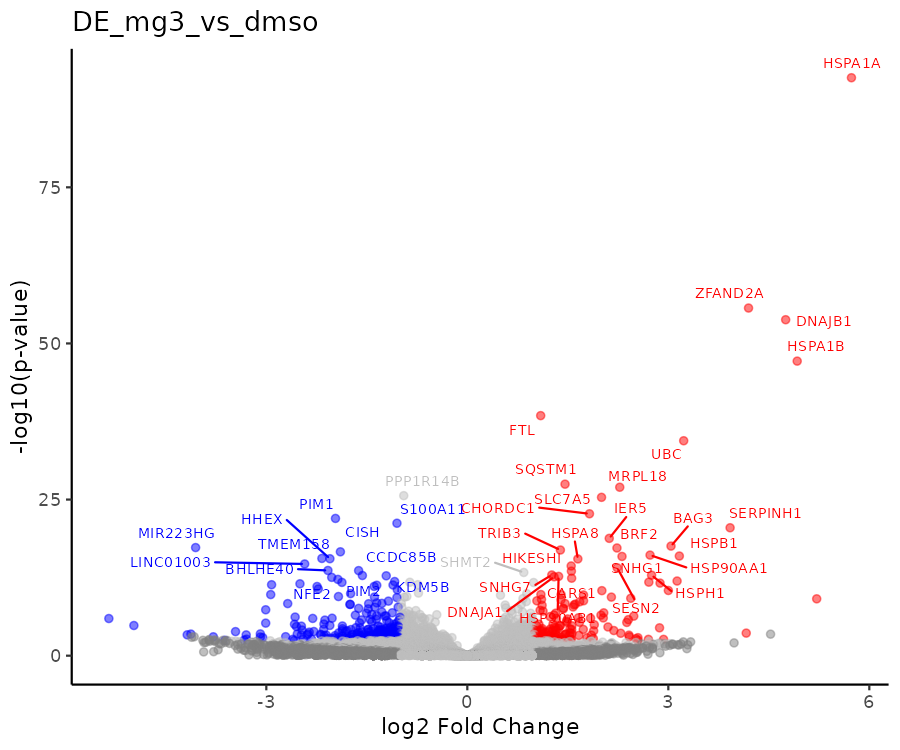 DE_mg3_vs_dmso
HSPA1A
75
ZFAND2A
DNAJB1
50
HSPA1B
FTL
UBC
SQSTM1
MRPL18
PPP1R14B
25
PIM1
S100A11
CHORDC1
SLC7A5
IER5
SERPINH1
HHEX
BAG3
MIR223HG
CISH
TRIB3
HSPA8
BRF2
TMEM158
HSPB1
LINC01003
CCDC85B
SHMT2
HIKESHI
BHLHE40
SNHG1
HSP90AA1
NFE2
PIM2
KDM5B
SNHG7
CARS1
HSPH1
DNAJA1
SESN2
HSP90AB1
0
-3
0
3
6
log2 Fold Change
-log10(p-value)